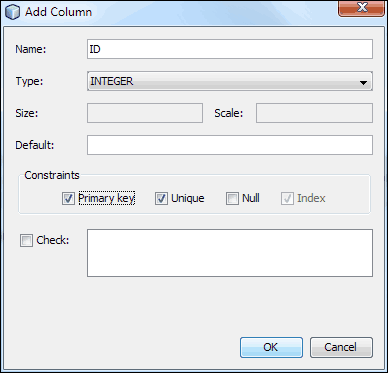 Add Column
Name: ID
Type: INTEGER
Size: Scale:
Default:
Constraints
Primary key Unique Null Index
Check:
OK Cancel